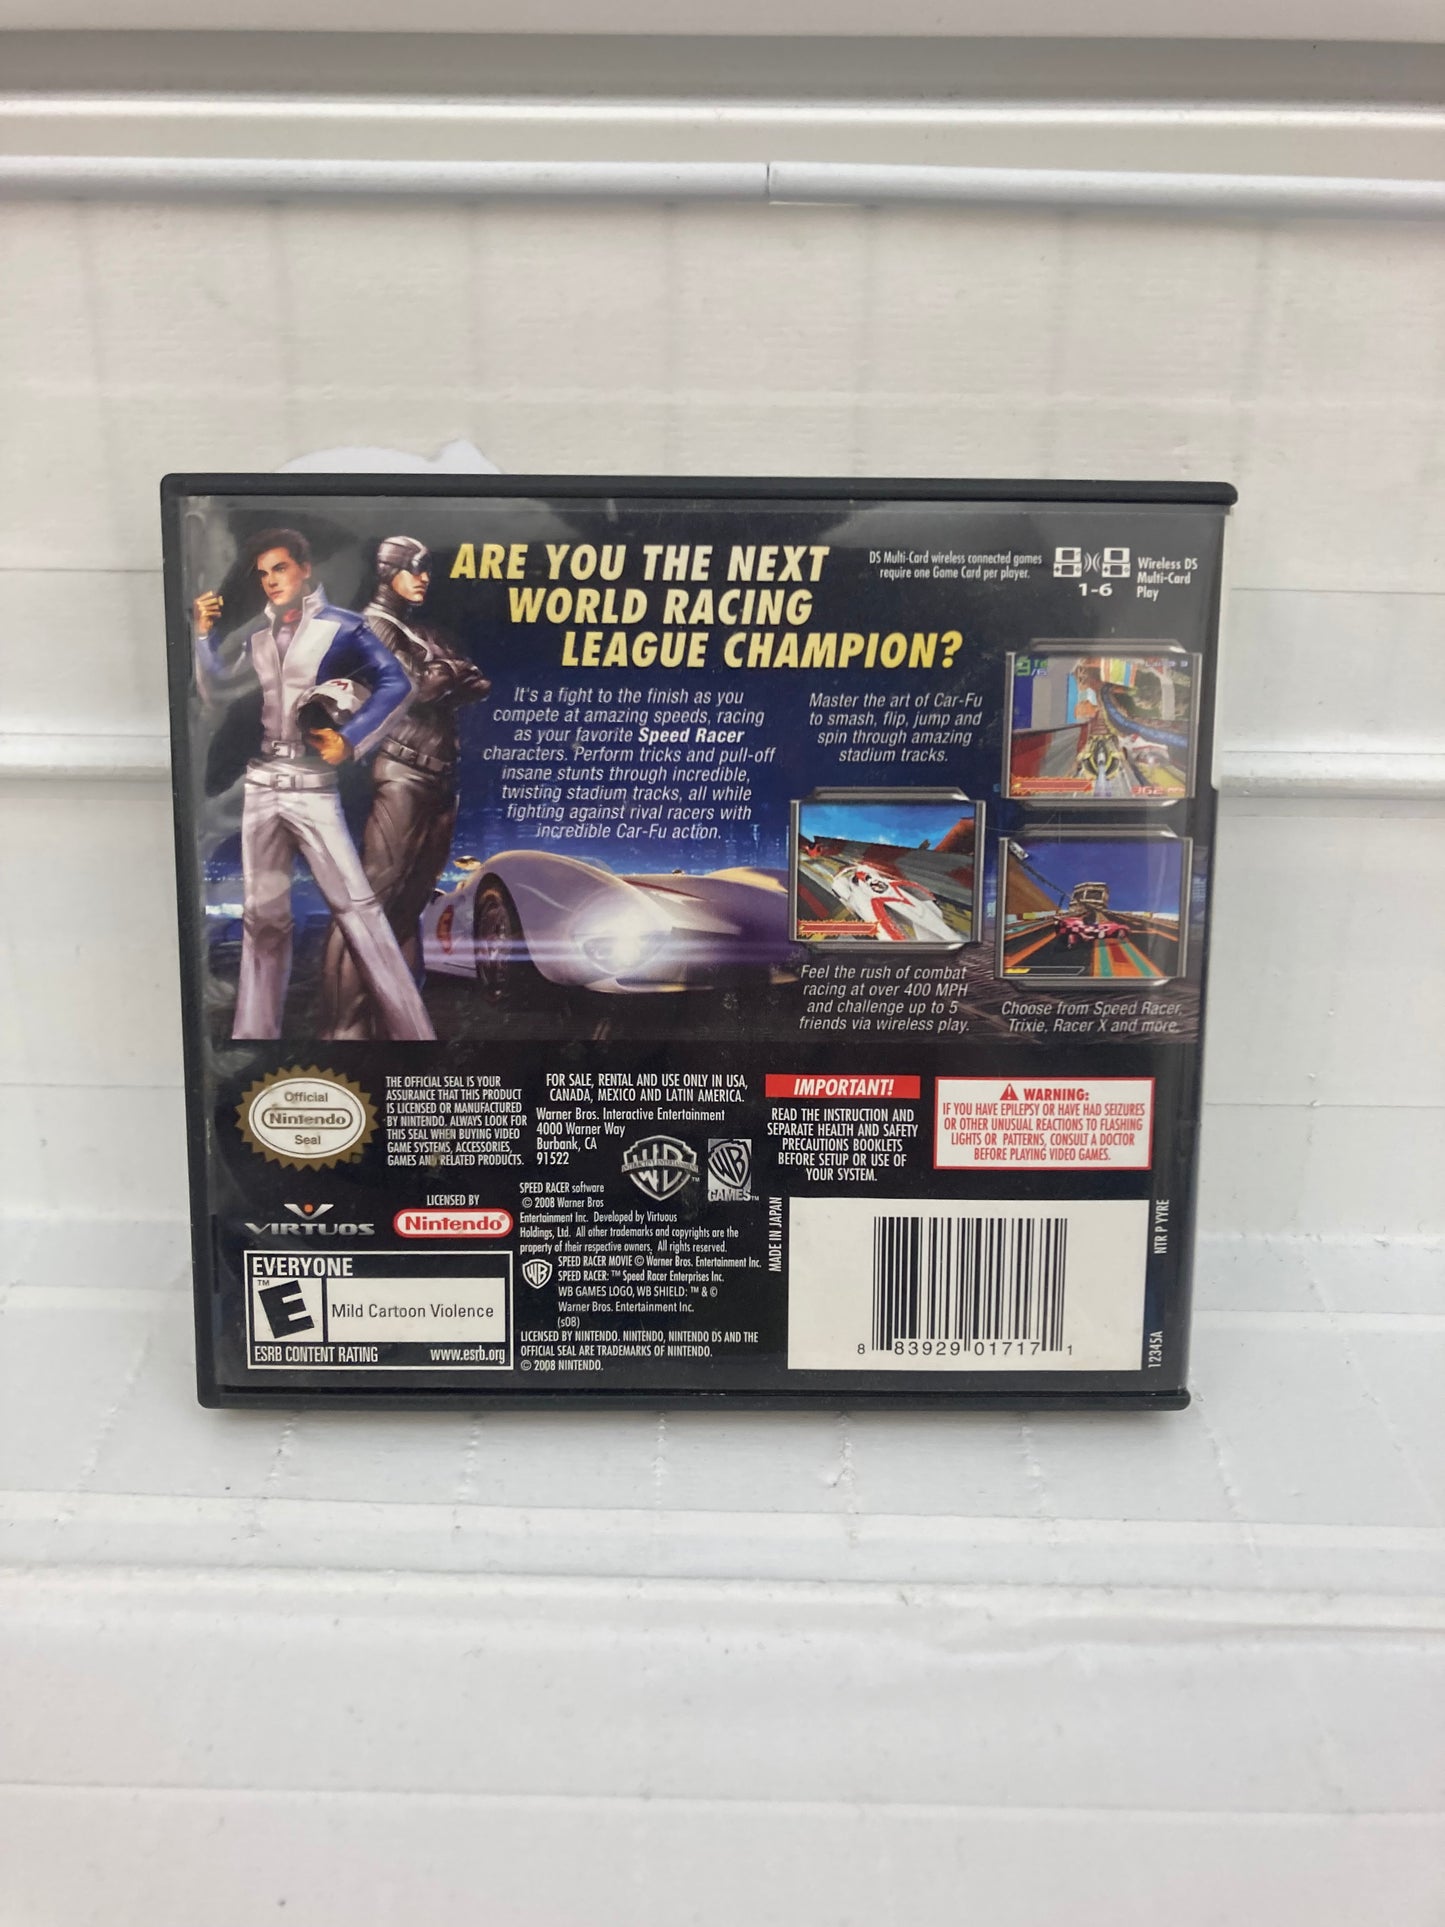 ARE YOU THE NEXT
WORLD RACING
LEAGUE CHAMPION?
DS Multi-Card wireless connected games
require one Game Card per player.
1-6
Wireless DS
Multi-Card
Play
It's a fight to the finish as you
compete at amazing speeds, racing
as your favorite Speed Racer
characters. Perform tricks and pull-off
insane stunts through incredible,
twisting stadium tracks, all while
fighting against rival racers with
incredible Car-Fu action.
Master the art of Car-Fu
to smash, flip, jump and
spin through amazing
stadium tracks.
Feel the rush of combat
racing at over 400 MPH
and challenge up to 5
friends via wireless play.
Choose from Speed Racer,
Trixie, Racer X and more.
Official
Nintendo
Seal
THE OFFICIAL SEAL IS YOUR
ASSURANCE THAT THIS PRODUCT
IS LICENSED OR MANUFACTURED
BY NINTENDO. ALWAYS LOOK FOR
THIS SEAL WHEN BUYING VIDEO
GAME SYSTEMS, ACCESSORIES,
GAMES AND RELATED PRODUCTS.
FOR SALE, RENTAL AND USE ONLY IN USA,
CANADA, MEXICO AND LATIN AMERICA.
Warner Bros. Interactive Entertainment
4000 Warner Way
Burbank, CA
91522
INTERACTIVE ENTERTAINMENT
WB
GAMES™
IMPORTANT!
READ THE INSTRUCTION AND
SEPARATE HEALTH AND SAFETY
PRECAUTIONS BOOKLETS
BEFORE SETUP OR USE OF
YOUR SYSTEM.
WARNING:
IF YOU HAVE EPILEPSY OR HAVE HAD SEIZURES
OR OTHER UNUSUAL REACTIONS TO FLASHING
LIGHTS OR PATTERNS, CONSULT A DOCTOR
BEFORE PLAYING VIDEO GAMES.
VIRTUOS
LICENSED BY
Nintendo®
SPEED RACER software
© 2008 Warner Bros
Entertainment Inc. Developed by Virtuous
Holdings, Ltd. All other trademarks and copyrights are the
property of their respective owners. All rights reserved.
SPEED RACER MOVIE © Warner Bros. Entertainment Inc.
SPEED RACER: ™ Speed Racer Enterprises Inc.
WB GAMES LOGO, WB SHIELD: ™ & ©
Warner Bros. Entertainment Inc.
(s08)
LICENSED BY NINTENDO. NINTENDO, NINTENDO DS AND THE
OFFICIAL SEAL ARE TRADEMARKS OF NINTENDO.
© 2008 NINTENDO.
EVERYONE
E
™
Mild Cartoon Violence
ESRB CONTENT RATING www.esrb.org
MADE IN JAPAN
8 83929 01717 1
NTR P YYRE
12345A